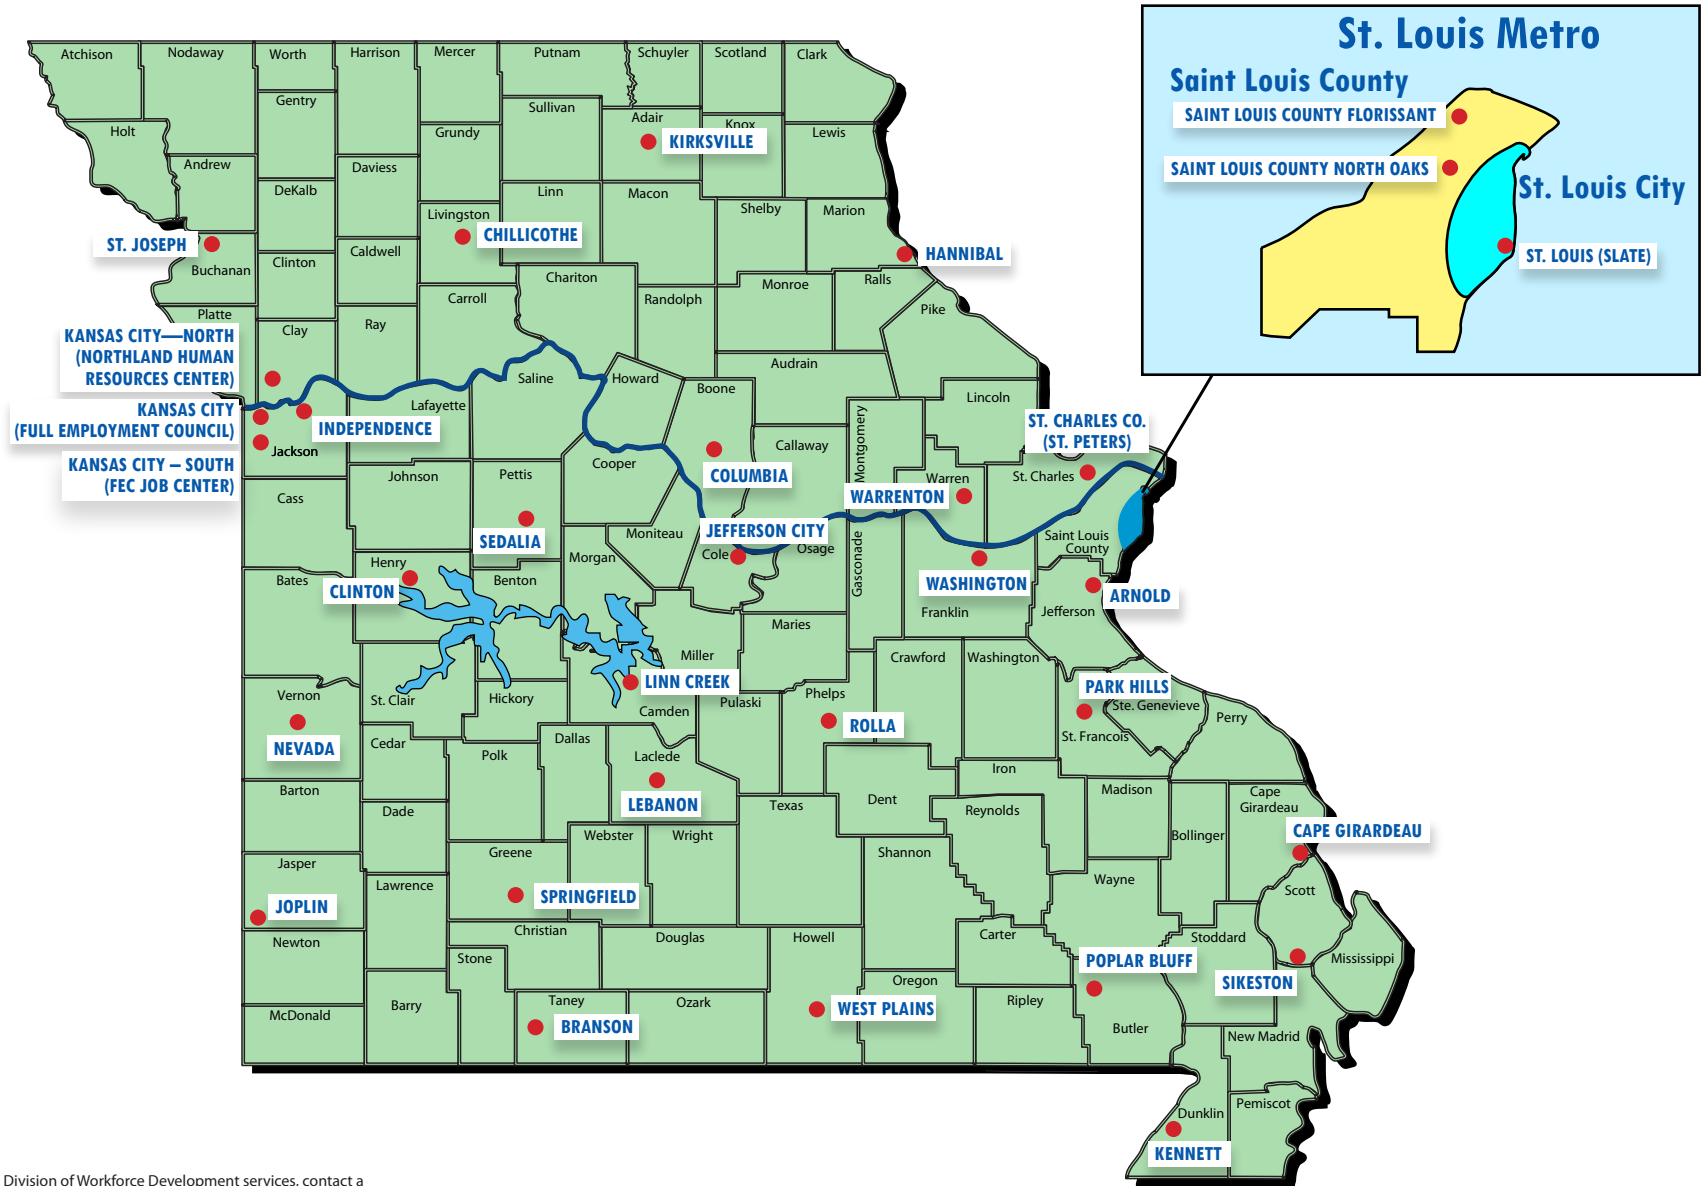 St. Louis Metro
Saint Louis County
SAINT LOUIS COUNTY FLORISSANT
SAINT LOUIS COUNTY NORTH OAKS
St. Louis City
ST. LOUIS (SLATE)
Atchison
Nodaway
Worth
Harrison
Mercer
Putnam
Schuyler
Scotland
Clark
Gentry
Sullivan
Adair
Knox
Lewis
Holt
Grundy
KIRKSVILLE
Andrew
Daviess
DeKalb
Linn
Macon
Livingston
Shelby
Marion
CHILLICOTHE
ST. JOSEPH
HANNIBAL
Buchanan
Clinton
Caldwell
Chariton
Monroe
Ralls
Carroll
Randolph
Pike
Platte
Clay
Ray
KANSAS CITY—NORTH
(NORTHLAND HUMAN
RESOURCES CENTER)
Audrain
Saline
Howard
Boone
Lincoln
Lafayette
KANSAS CITY
(FULL EMPLOYMENT COUNCIL)
INDEPENDENCE
ST. CHARLES CO.
(ST. PETERS)
Jackson
Callaway
Montgomery
KANSAS CITY – SOUTH
(FEC JOB CENTER)
Johnson
Pettis
Cooper
COLUMBIA
Warren
St. Charles
Cass
WARRENTON
SEDALIA
JEFFERSON CITY
Moniteau
Morgan
Cole
Osage
Gasconade
Saint Louis
County
Henry
CLINTON
Bates
Benton
WASHINGTON
ARNOLD
Franklin
Jefferson
Maries
Miller
Crawford
Washington
LINN CREEK
PARK HILLS
Vernon
St. Clair
Hickory
Camden
Pulaski
Phelps
Ste. Genevieve
Perry
ROLLA
NEVADA
Cedar
Polk
Dallas
Laclede
St. Francois
Iron
Barton
LEBANON
Texas
Dent
Reynolds
Madison
Cape
Girardeau
Dade
Webster
Wright
Bollinger
CAPE GIRARDEAU
Jasper
Greene
Shannon
Lawrence
Wayne
Scott
SPRINGFIELD
JOPLIN
Newton
Christian
Douglas
Howell
Carter
Stoddard
Stone
POPLAR BLUFF
Mississippi
Oregon
SIKESTON
McDonald
Barry
Taney
Ozark
WEST PLAINS
Ripley
BRANSON
Butler
New Madrid
Dunklin
Pemiscot
KENNETT
Division of Workforce Development services, contact a